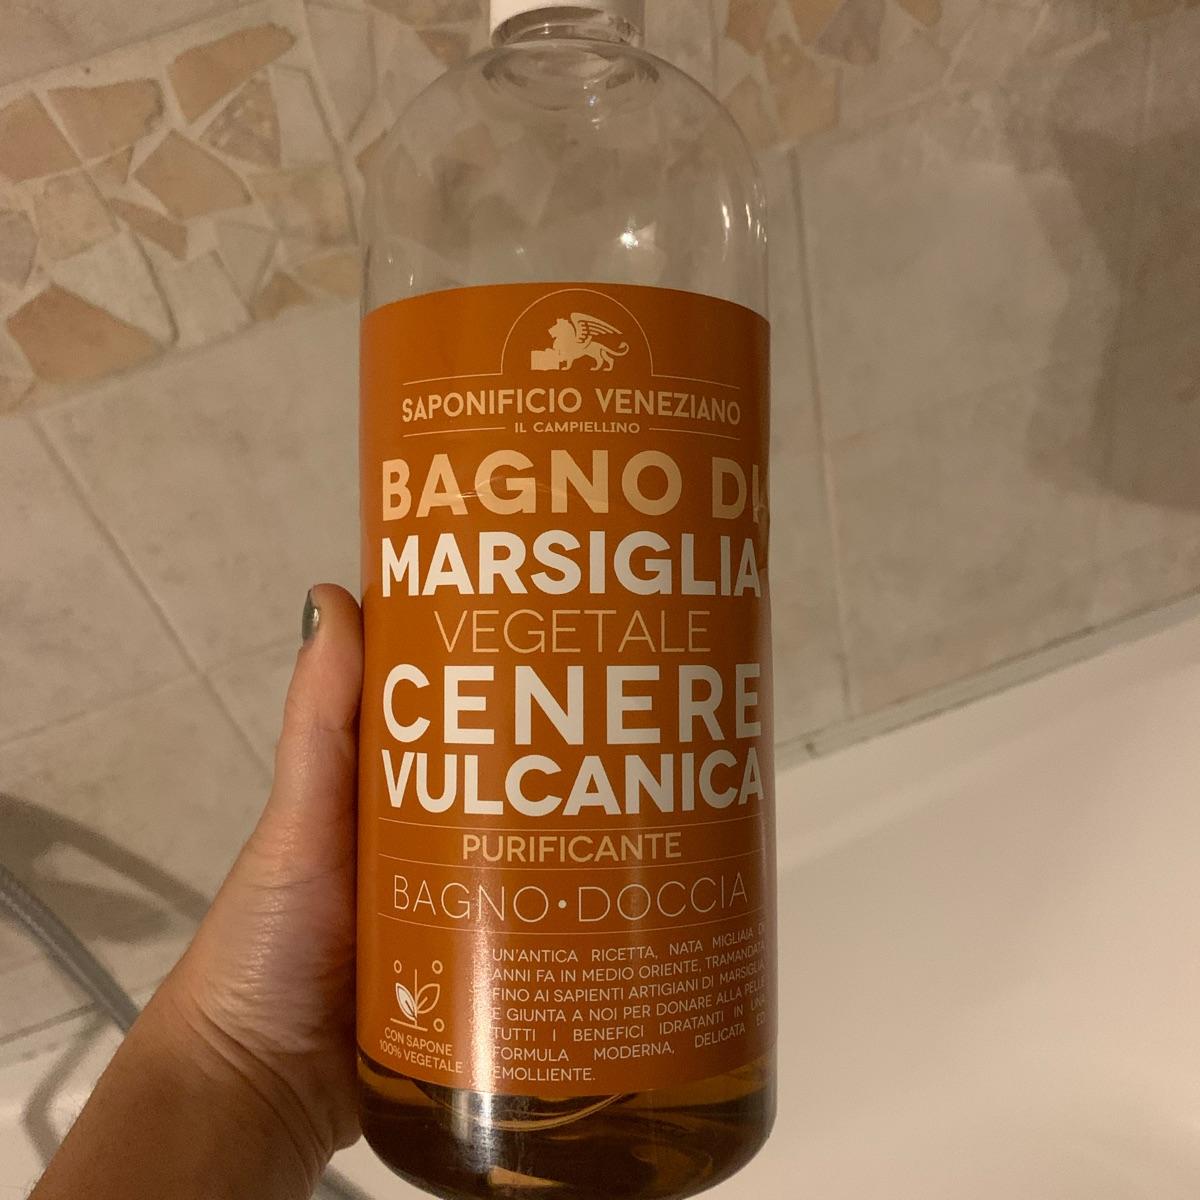 SAPONIFICIO VENEZIANO
IL CAMPIELLINO
BAGNO DI
MARSIGLIA
VEGETALE
CENERE
VULCANICA
PURIFICANTE
BAGNO•DOCCIA
UN'ANTICA RICETTA, NATA MIGLIAIA DI
ANNI FA IN MEDIO ORIENTE, TRAMANDATA
FINO AI SAPIENTI ARTIGIANI DI MARSIGLIA
E GIUNTA A NOI PER DONARE ALLA PELLE
TUTTI I BENEFICI IDRATANTI IN UNA
FORMULA MODERNA, DELICATA ED
EMOLLIENTE.
CON SAPONE
100% VEGETALE